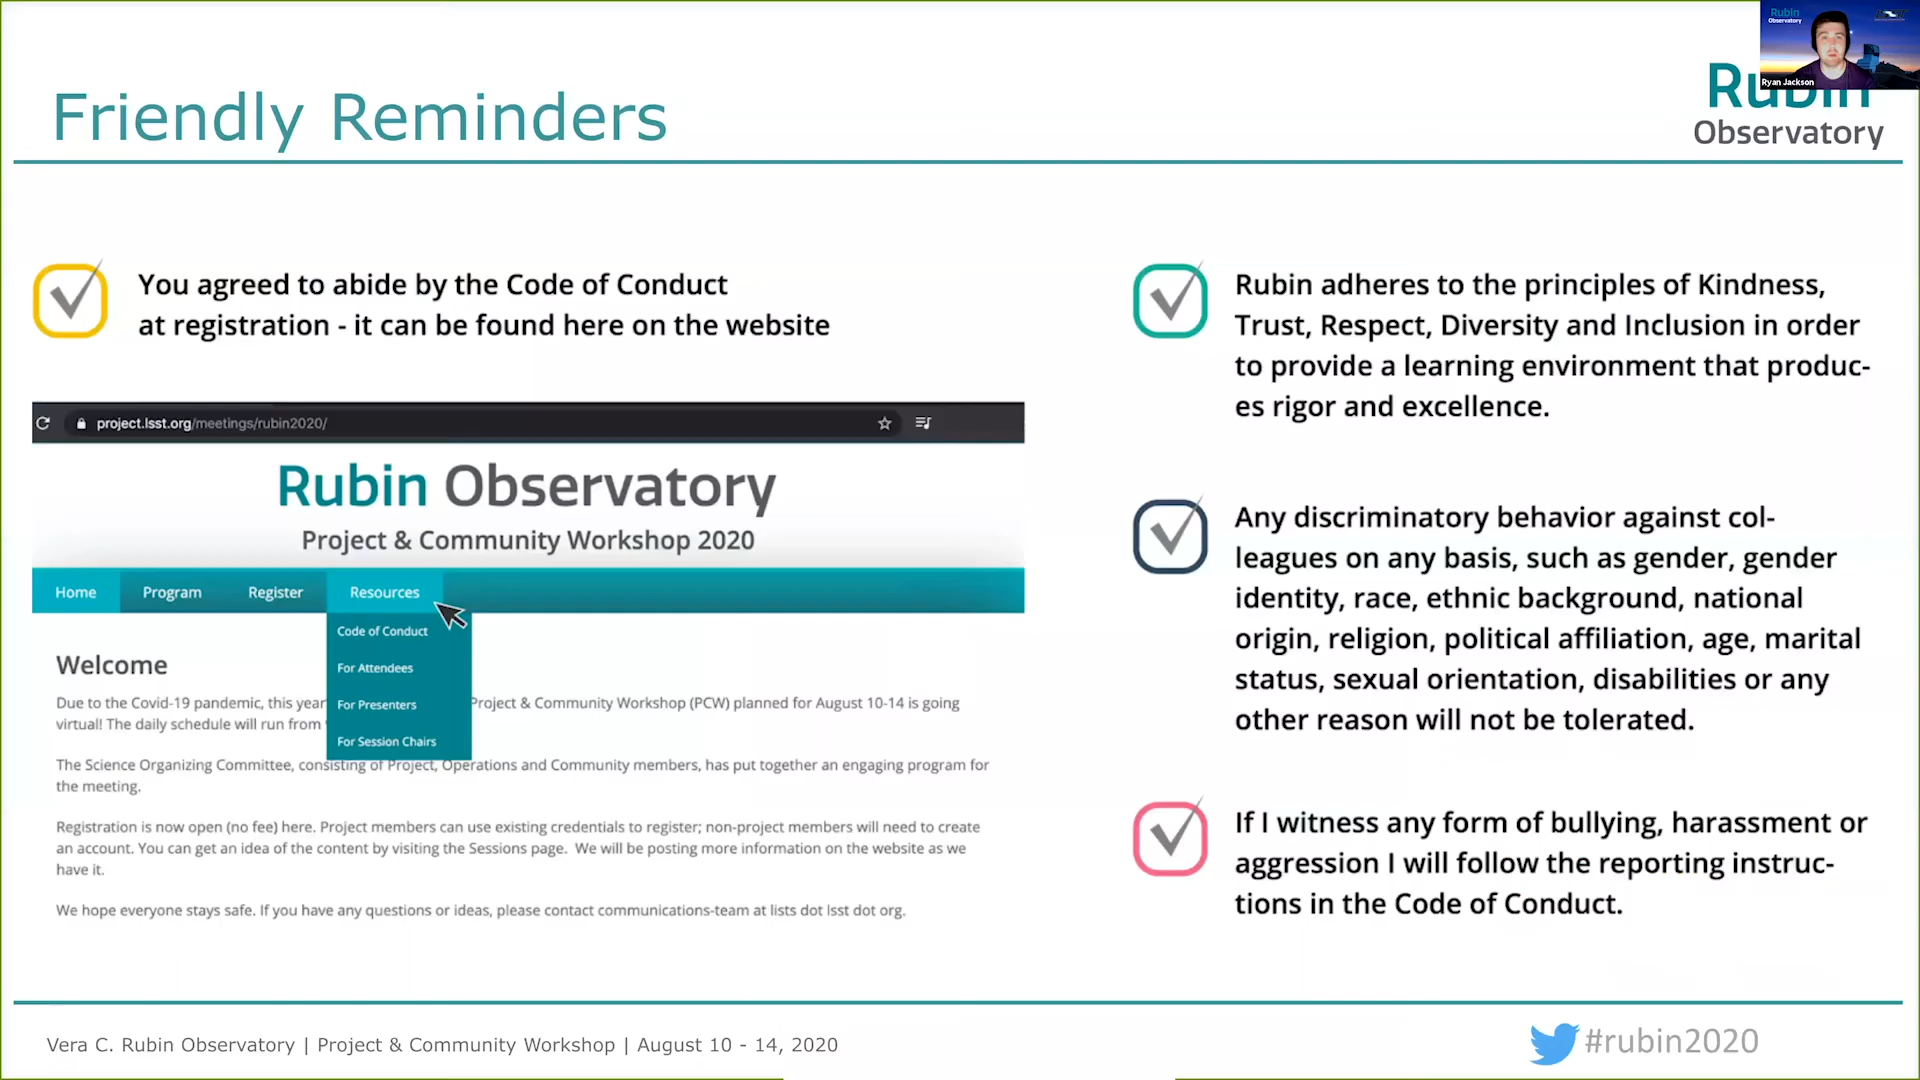 Friendly Reminders
Rubin
Observatory
Ryan Jackson
Rubin
Observatory
You agreed to abide by the Code of Conduct
at registration - it can be found here on the website
project.lsst.org/meetings/rubin2020/
Rubin Observatory
Project & Community Workshop 2020
Home
Program
Register
Resources
Code of Conduct
For Attendees
For Presenters
For Session Chairs
Welcome
Due to the Covid-19 pandemic, this year Project & Community Workshop (PCW) planned for August 10-14 is going
virtual! The daily schedule will run from
The Science Organizing Committee, consisting of Project, Operations and Community members, has put together an engaging program for
the meeting.
Registration is now open (no fee) here. Project members can use existing credentials to register; non-project members will need to create
an account. You can get an idea of the content by visiting the Sessions page. We will be posting more information on the website as we
have it.
We hope everyone stays safe. If you have any questions or ideas, please contact communications-team at lists dot lsst dot org.
Rubin adheres to the principles of Kindness,
Trust, Respect, Diversity and Inclusion in order
to provide a learning environment that produc-
es rigor and excellence.
Any discriminatory behavior against col-
leagues on any basis, such as gender, gender
identity, race, ethnic background, national
origin, religion, political affiliation, age, marital
status, sexual orientation, disabilities or any
other reason will not be tolerated.
If I witness any form of bullying, harassment or
aggression I will follow the reporting instruc-
tions in the Code of Conduct.
Vera C. Rubin Observatory | Project & Community Workshop | August 10 - 14, 2020
#rubin2020